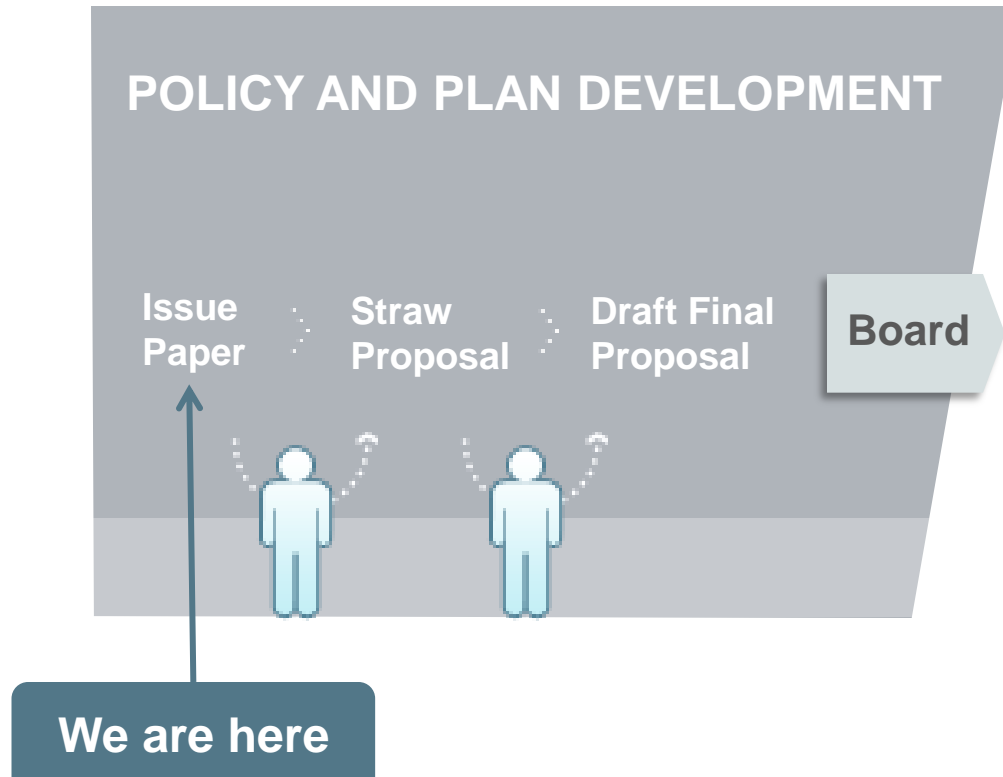 POLICY AND PLAN DEVELOPMENT
Issue
Paper
Straw
Proposal
Draft Final
Proposal
Board
We are here